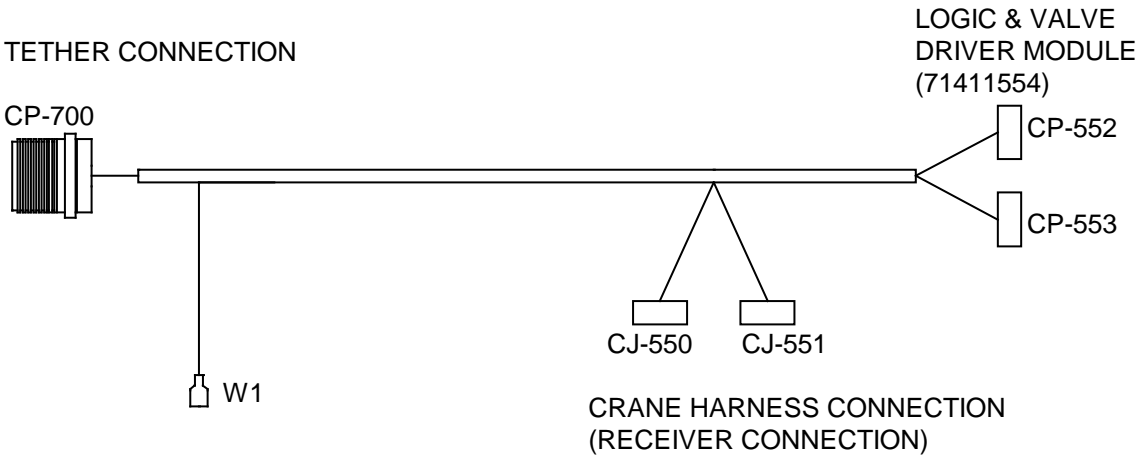 LOGIC & VALVE
DRIVER MODULE
(71411554)
TETHER CONNECTION
CP-700
CP-552
CP-553
CJ-550
CJ-551
W1
CRANE HARNESS CONNECTION
(RECEIVER CONNECTION)